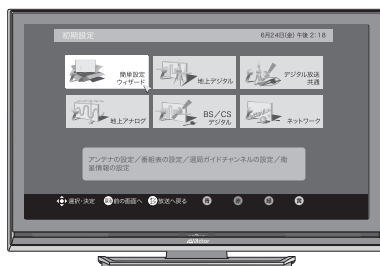 初期設定
6月24日(金) 午後 2:18
簡単設定
ウィザード
地上デジタル
デジタル放送
共通
地上アナログ
BS/CS
デジタル
ネットワーク
アンテナの設定/番組表の設定/選局ガイドチャンネルの設定/衛
星情報の設定
選択・決定 前の画面へ 放送へ戻る 青 赤 緑 黄
Victor